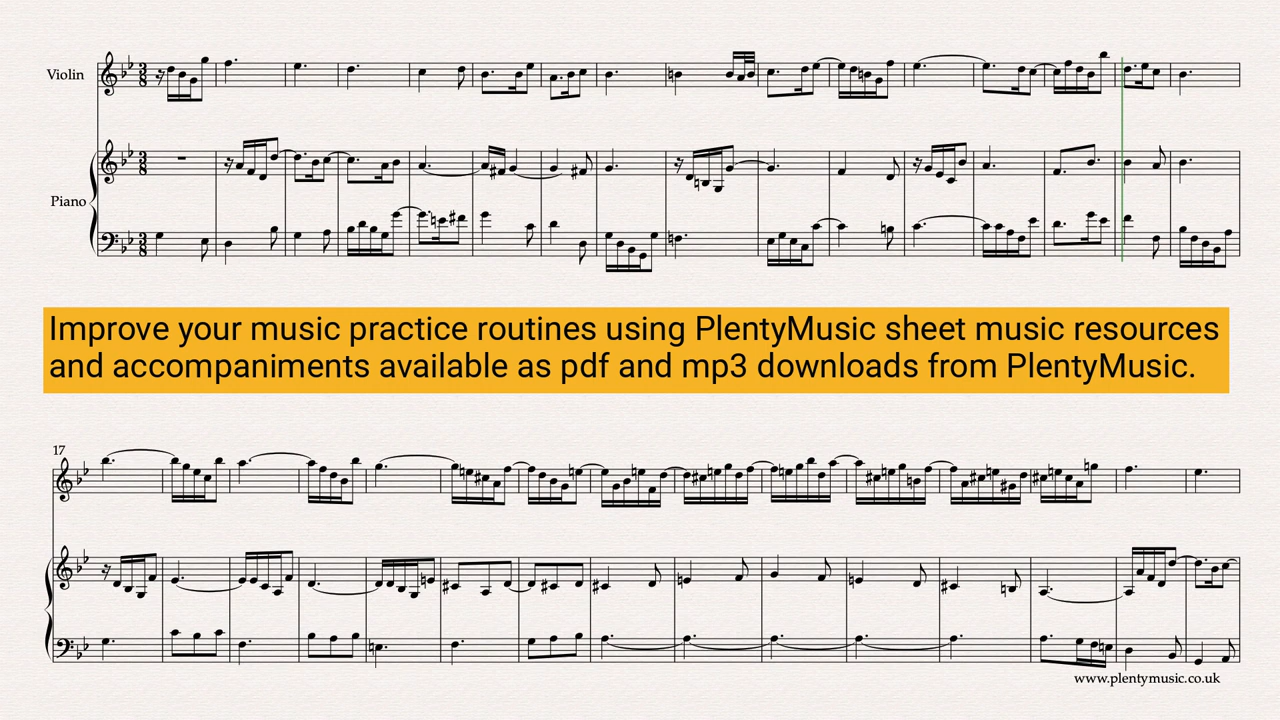 Violin
Piano
Improve your music practice routines using PlentyMusic sheet music resources
and accompaniments available as pdf and mp3 downloads from PlentyMusic.
17
www.plentymusic.co.uk